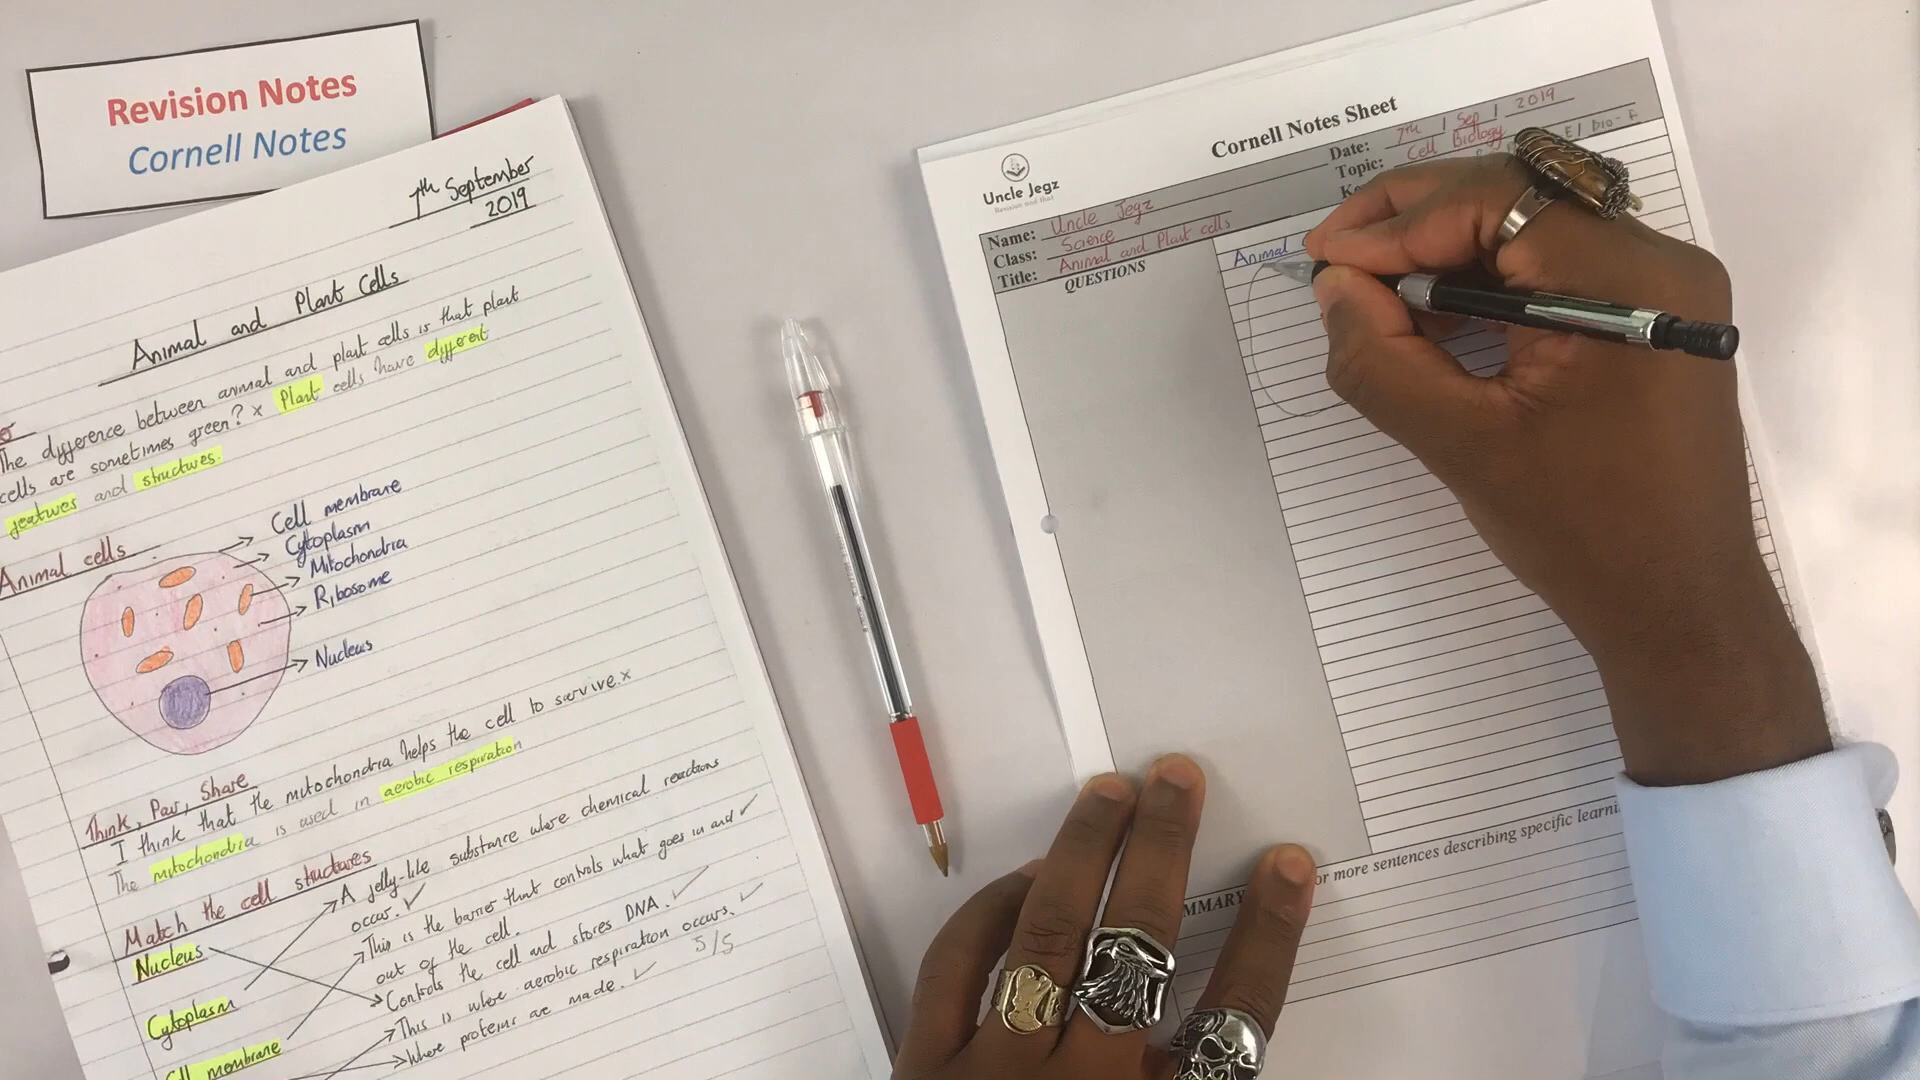 Revision Notes
Cornell Notes
7th September
2019
Animal and Plant Cells
The difference between animal and plant cells is that plant
cells are sometimes green? x Plant cells have different
features and structures.
Animal cells
Cell membrane
Cytoplasm
Mitochondria
Ribosome
Nucleus
Think, Pair, Share
I think that the mitochondria helps the cell to survive. x
The mitochondria is used in aerobic respiration
Match the cell structures
Nucleus
Cytoplasm
Cell membrane
A jelly-like substance where chemical reactions
occur. ✓
This is the barrier that controls what goes in and ✓
out of the cell.
Controls the cell and stores DNA. ✓
This is where aerobic respiration occurs. ✓
Where proteins are made. ✓
5/5
Cornell Notes Sheet
Uncle Jegz
Revision and that
Date: 7th / Sep / 2019
Topic: Cell Biology
Name: Uncle Jegz
Class: Science
Title: Animal and Plant cells
QUESTIONS
Animal
or more sentences describing specific